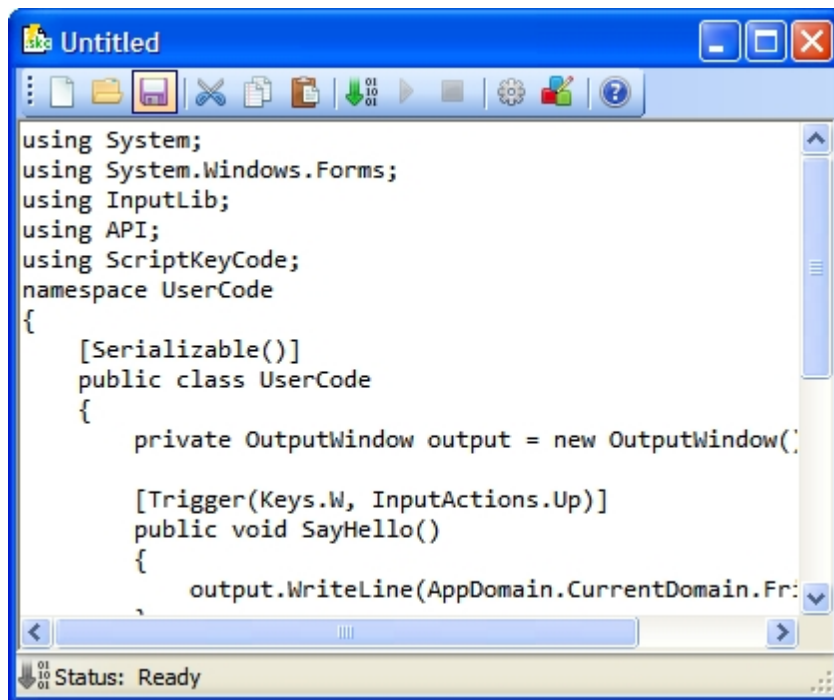 Untitled
using System;
using System.Windows.Forms;
using InputLib;
using API;
using ScriptKeyCode;
namespace UserCode
{
    [Serializable()]
    public class UserCode
    {
        private OutputWindow output = new OutputWindow()

        [Trigger(Keys.W, InputActions.Up)]
        public void SayHello()
        {
            output.WriteLine(AppDomain.CurrentDomain.Fri
Status: Ready